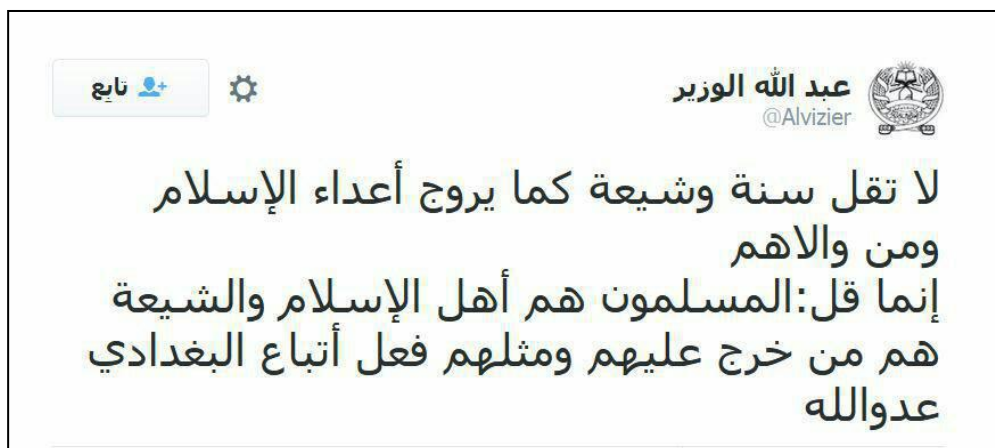 عبد الله الوزير
@Alvizier
تابع
لا تقل سنة وشيعة كما يروج أعداء الإسلام
ومن والاهم
إنما قل:المسلمون هم أهل الإسلام والشيعة
هم من خرج عليهم ومثلهم فعل أتباع البغدادي
عدوالله